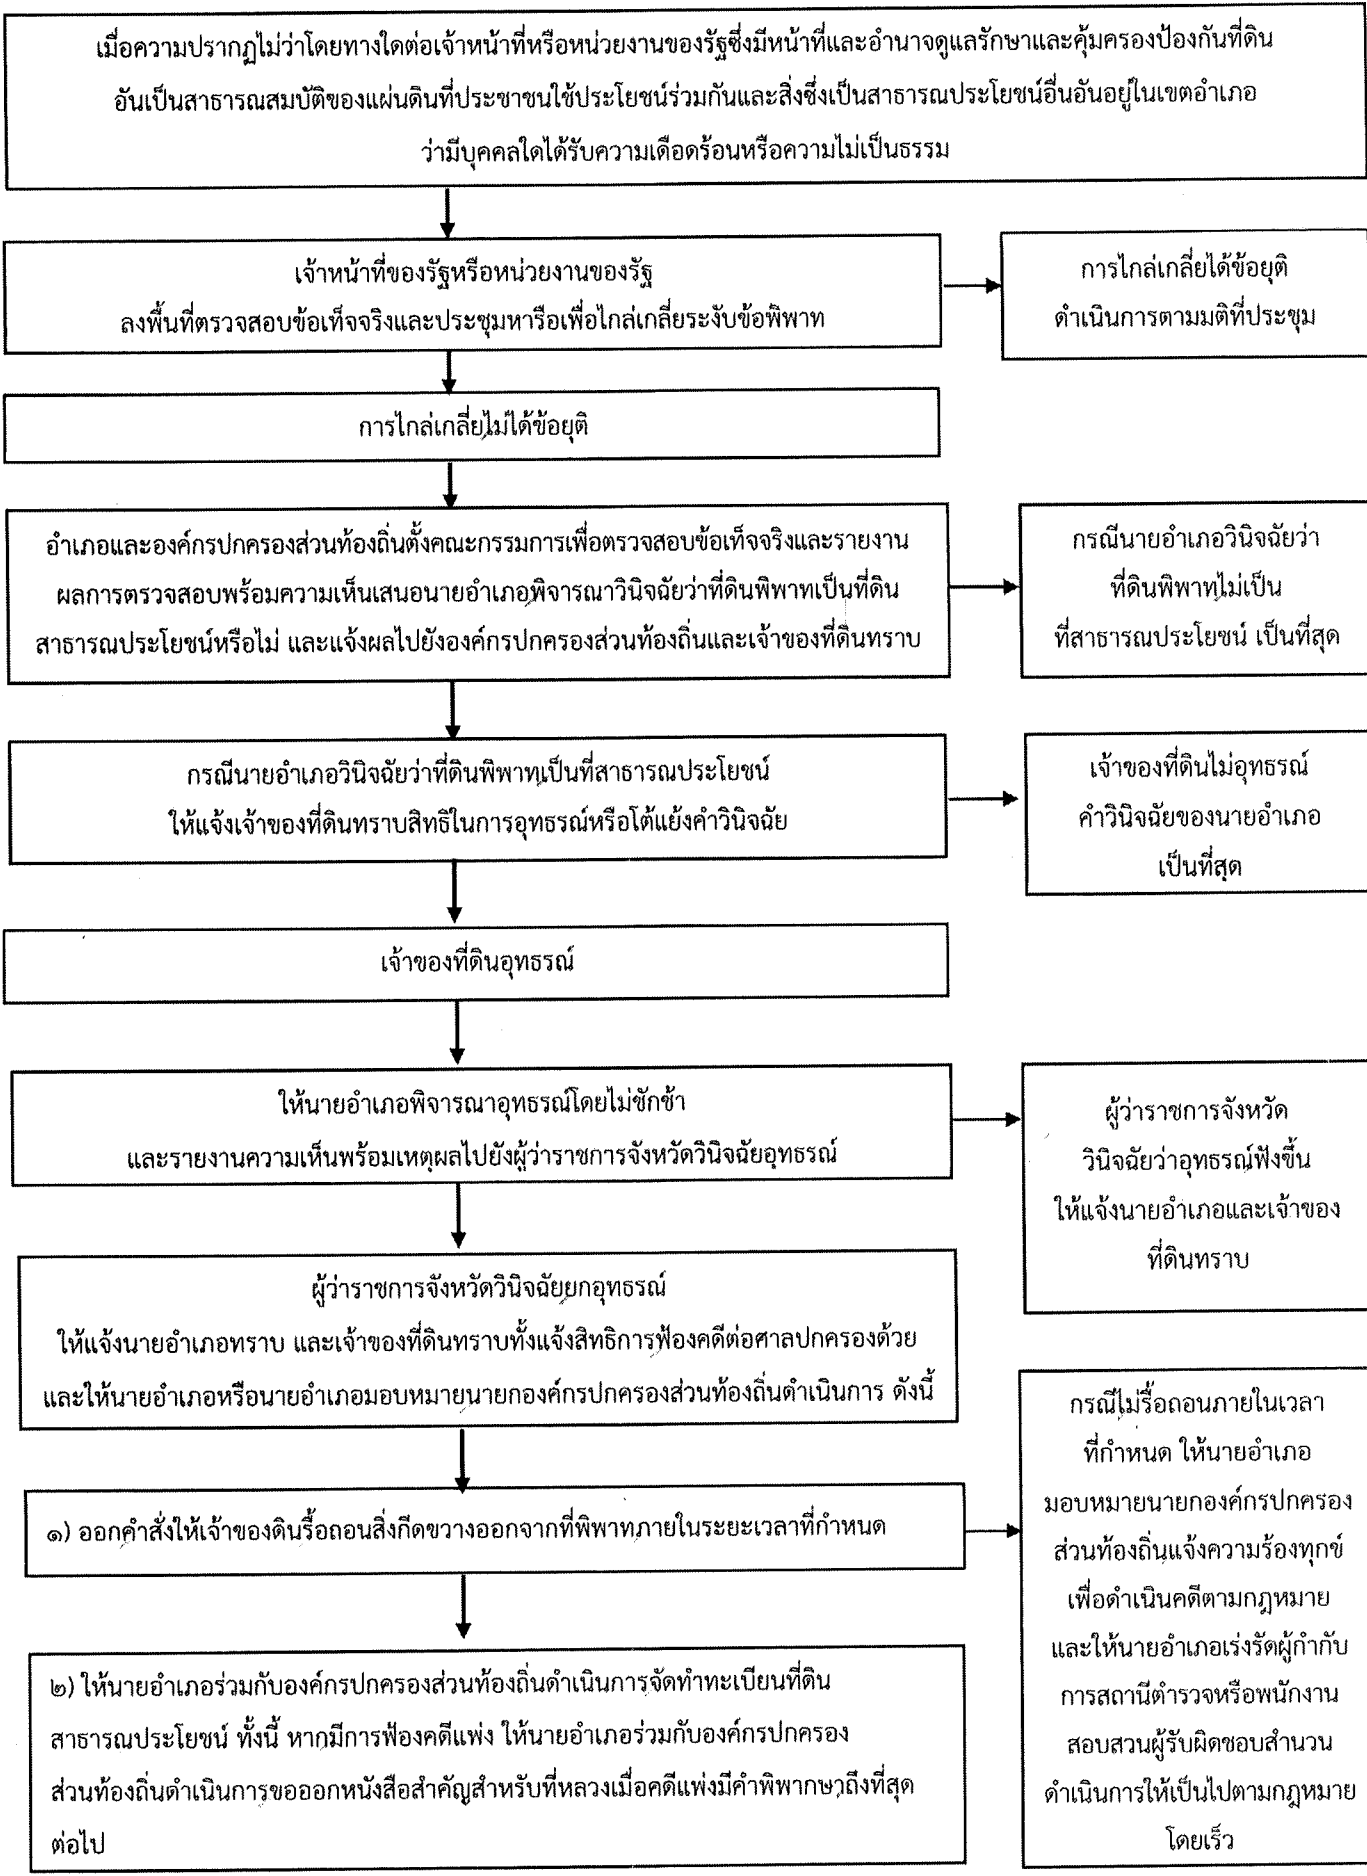 เมื่อความปรากฏไม่ว่าโดยทางใดต่อเจ้าหน้าที่หรือหน่วยงานของรัฐซึ่งมีหน้าที่และอำนาจดูแลรักษาและคุ้มครองป้องกันที่ดิน
อันเป็นสาธารณสมบัติของแผ่นดินที่ประชาชนใช้ประโยชน์ร่วมกันและสิ่งซึ่งเป็นสาธารณประโยชน์อื่นอันอยู่ในเขตอำเภอ
ว่ามีบุคคลใดได้รับความเดือดร้อนหรือความไม่เป็นธรรม
เจ้าหน้าที่ของรัฐหรือหน่วยงานของรัฐ
ลงพื้นที่ตรวจสอบข้อเท็จจริงและประชุมหารือเพื่อไกล่เกลี่ยระงับข้อพิพาท
การไกล่เกลี่ยได้ข้อยุติ
ดำเนินการตามมติที่ประชุม
การไกล่เกลี่ยไม่ได้ข้อยุติ
อำเภอและองค์กรปกครองส่วนท้องถิ่นตั้งคณะกรรมการเพื่อตรวจสอบข้อเท็จจริงและรายงาน
ผลการตรวจสอบพร้อมความเห็นเสนอนายอำเภอพิจารณาวินิจฉัยว่าที่ดินพิพาทเป็นที่ดิน
สาธารณประโยชน์หรือไม่ และแจ้งผลไปยังองค์กรปกครองส่วนท้องถิ่นและเจ้าของที่ดินทราบ
กรณีนายอำเภอวินิจฉัยว่า
ที่ดินพิพาทไม่เป็น
ที่สาธารณประโยชน์ เป็นที่สุด
กรณีนายอำเภอวินิจฉัยว่าที่ดินพิพาทเป็นที่สาธารณประโยชน์
ให้แจ้งเจ้าของที่ดินทราบสิทธิในการอุทธรณ์หรือโต้แย้งคำวินิจฉัย
เจ้าของที่ดินไม่อุทธรณ์
คำวินิจฉัยของนายอำเภอ
เป็นที่สุด
เจ้าของที่ดินอุทธรณ์
ให้นายอำเภอพิจารณาอุทธรณ์โดยไม่ชักช้า
และรายงานความเห็นพร้อมเหตุผลไปยังผู้ว่าราชการจังหวัดวินิจฉัยอุทธรณ์
ผู้ว่าราชการจังหวัด
วินิจฉัยว่าอุทธรณ์ฟังขึ้น
ให้แจ้งนายอำเภอและเจ้าของ
ที่ดินทราบ
ผู้ว่าราชการจังหวัดวินิจฉัยยกอุทธรณ์
ให้แจ้งนายอำเภอทราบ และเจ้าของที่ดินทราบทั้งแจ้งสิทธิการฟ้องคดีต่อศาลปกครองด้วย
และให้นายอำเภอหรือนายอำเภอมอบหมายนายกองค์กรปกครองส่วนท้องถิ่นดำเนินการ ดังนี้
๑) ออกคำสั่งให้เจ้าของดินรื้อถอนสิ่งกีดขวางออกจากที่พิพาทภายในระยะเวลาที่กำหนด
กรณีไม่รื้อถอนภายในเวลา
ที่กำหนด ให้นายอำเภอ
มอบหมายนายกองค์กรปกครอง
ส่วนท้องถิ่นแจ้งความร้องทุกข์
เพื่อดำเนินคดีตามกฎหมาย
และให้นายอำเภอเร่งรัดผู้กำกับ
การสถานีตำรวจหรือพนักงาน
สอบสวนผู้รับผิดชอบสำนวน
ดำเนินการให้เป็นไปตามกฎหมาย
โดยเร็ว
๒) ให้นายอำเภอร่วมกับองค์กรปกครองส่วนท้องถิ่นดำเนินการจัดทำทะเบียนที่ดิน
สาธารณประโยชน์ ทั้งนี้ หากมีการฟ้องคดีแพ่ง ให้นายอำเภอร่วมกับองค์กรปกครอง
ส่วนท้องถิ่นดำเนินการขอออกหนังสือสำคัญสำหรับที่หลวงเมื่อคดีแพ่งมีคำพิพากษาถึงที่สุด
ต่อไป